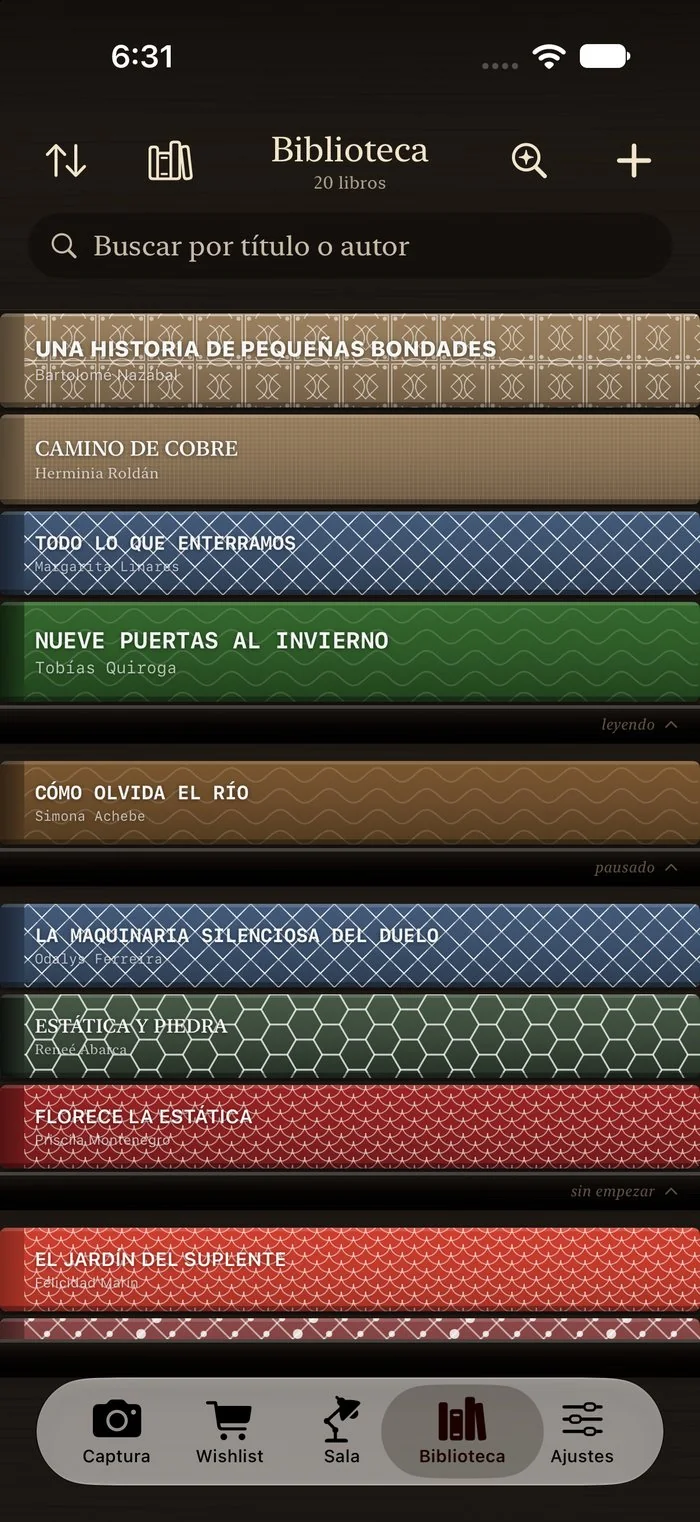 6:31
Biblioteca
20 libros
Buscar por título o autor
UNA HISTORIA DE PEQUEÑAS BONDADES
Bartolomé Nazábal
CAMINO DE COBRE
Herminia Roldán
TODO LO QUE ENTERRAMOS
Margarita Linares
NUEVE PUERTAS AL INVIERNO
Tobías Quiroga
leyendo
CÓMO OLVIDA EL RÍO
Simona Achebe
pausado
LA MAQUINARIA SILENCIOSA DEL DUELO
Odalys Ferreira
ESTÁTICA Y PIEDRA
Reneé Abarca
FLORECE LA ESTÁTICA
Priscila Montenegro
sin empezar
EL JARDÍN DEL SUPLENTE
Felicidad Marín
Captura
Wishlist
Sala
Biblioteca
Ajustes